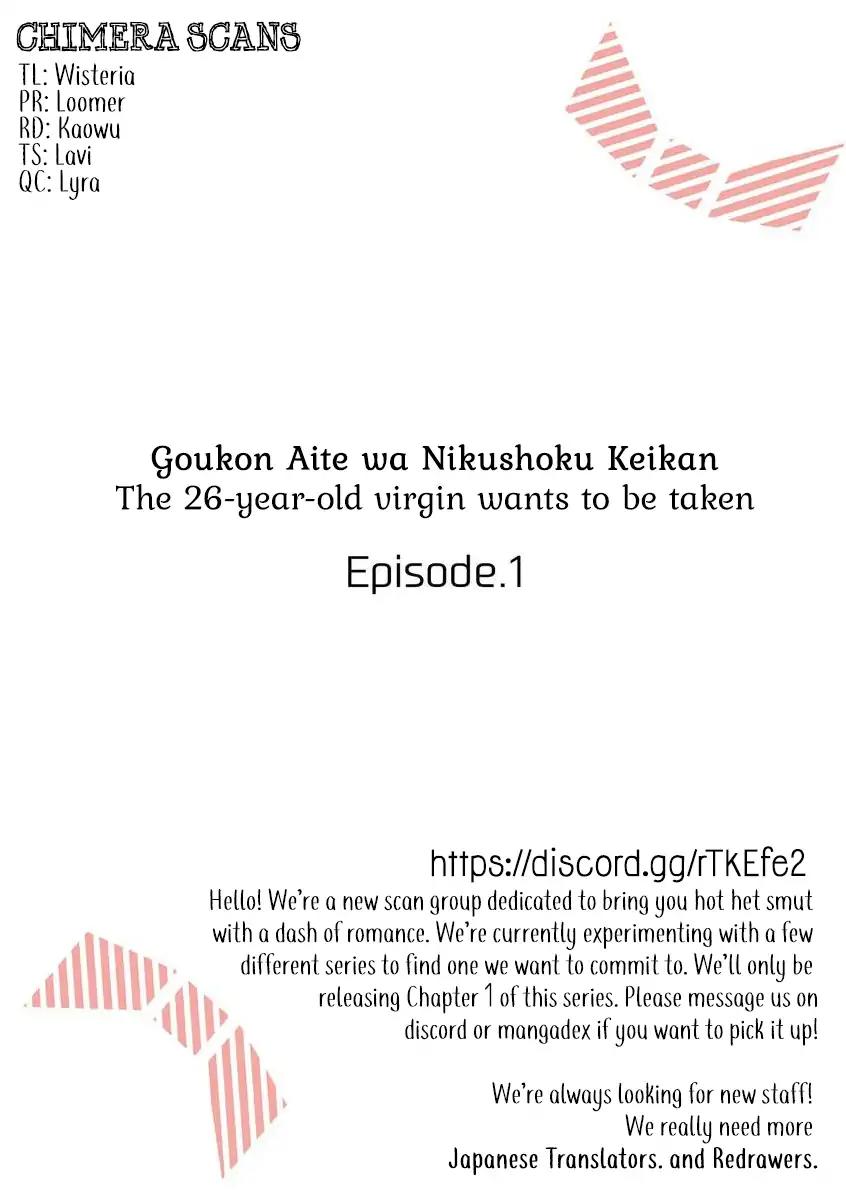 CHIMERA SCANS
TL: Wisteria
PR: Loomer
RD: Kaowu
TS: Lavi
QC: Lyra
Goukon Aite wa Nikushoku Keikan
The 26-year-old virgin wants to be taken
Episode.1
https://discord.gg/rTkEfe2
Hello! We're a new scan group dedicated to bring you hot het smut
with a dash of romance. We're currently experimenting with a few
different series to find one we want to commit to. We'll only be
releasing Chapter 1 of this series. Please message us on
discord or mangadex if you want to pick it up!
We're always looking for new staff!
We really need more
Japanese Translators. and Redrawers.